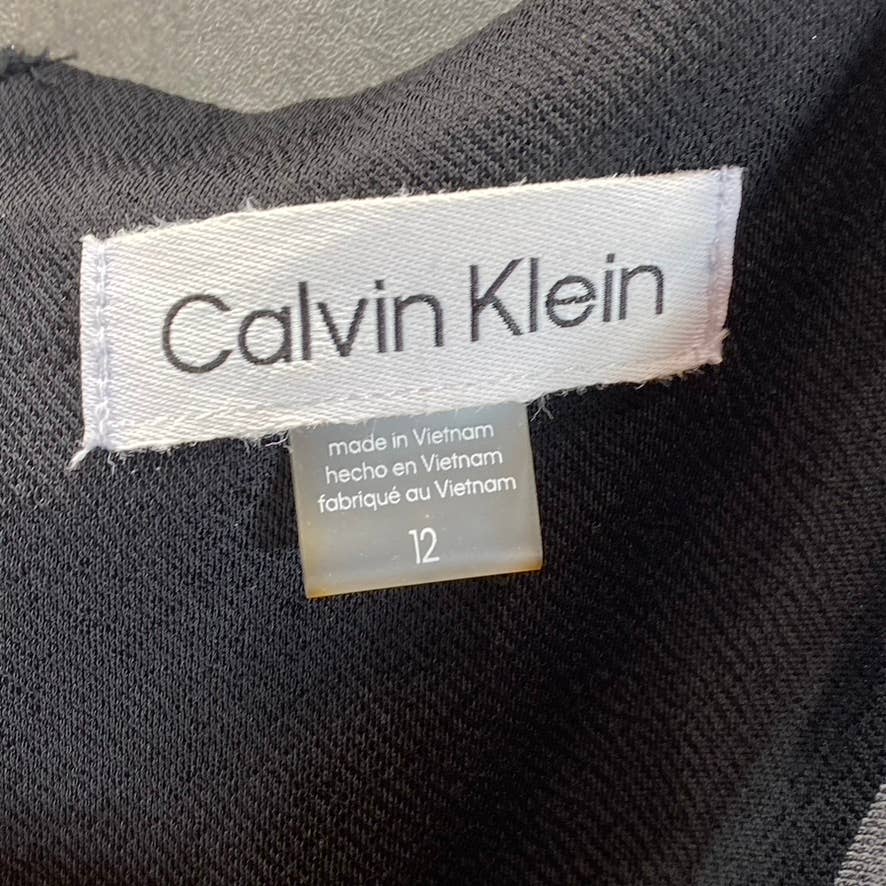 Calvin Klein
made in Vietnam
hecho en Vietnam
fabriqué au Vietnam
12